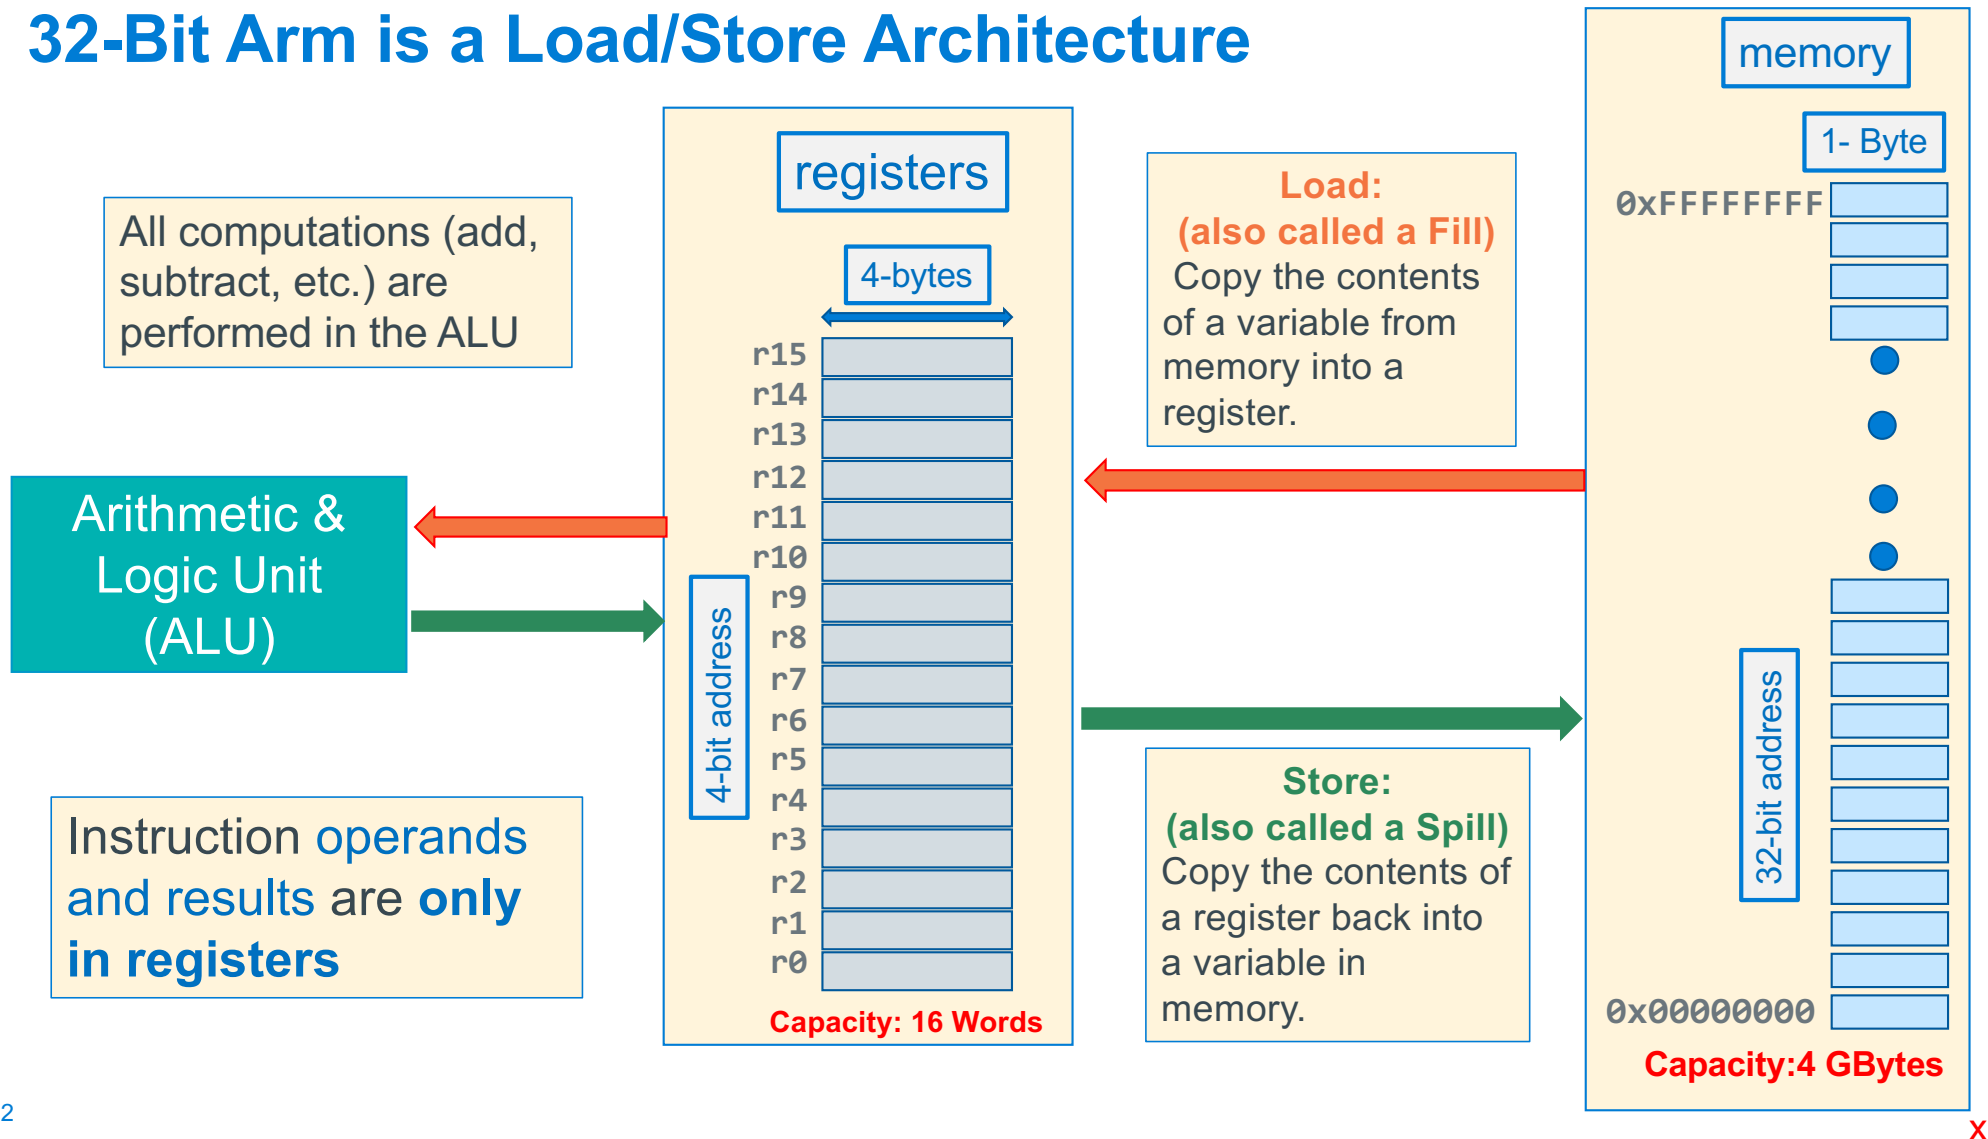 32-Bit Arm is a Load/Store Architecture
All computations (add,
subtract, etc.) are
performed in the ALU
Arithmetic &
Logic Unit
(ALU)
Instruction operands
and results are only
in registers
registers
4-bytes
r15
r14
r13
r12
r11
r10
r9
r8
r7
r6
r5
r4
r3
r2
r1
r0
4-bit address
Capacity: 16 Words
Load:
(also called a Fill)
Copy the contents
of a variable from
memory into a
register.
Store:
(also called a Spill)
Copy the contents of
a register back into
a variable in
memory.
memory
1- Byte
0xFFFFFFFF
32-bit address
0x00000000
Capacity:4 GBytes
2
X